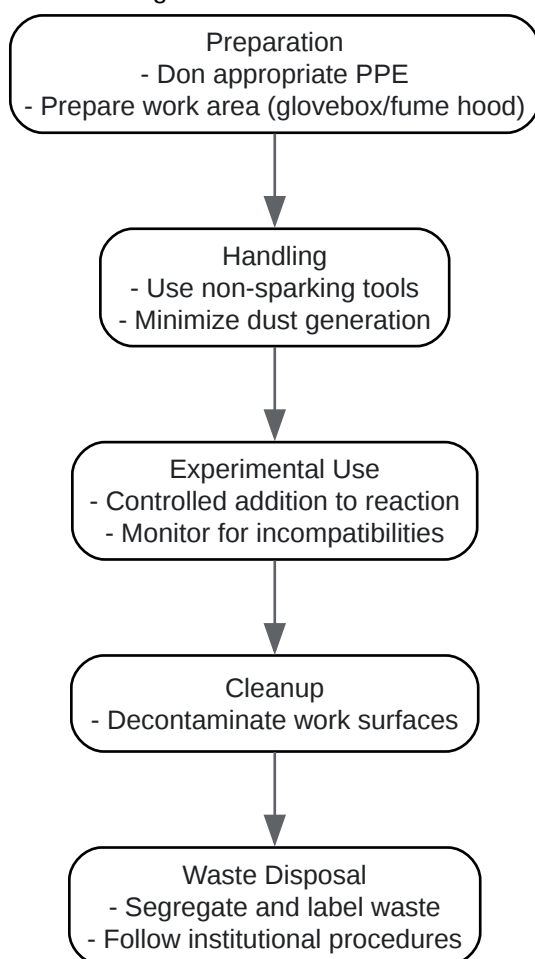 Preparation
- Don appropriate PPE
- Prepare work area (glovebox/fume hood)
Handling
- Use non-sparking tools
- Minimize dust generation
Experimental Use
- Controlled addition to reaction
- Monitor for incompatibilities
Cleanup
- Decontaminate work surfaces
Waste Disposal
- Segregate and label waste
- Follow institutional procedures